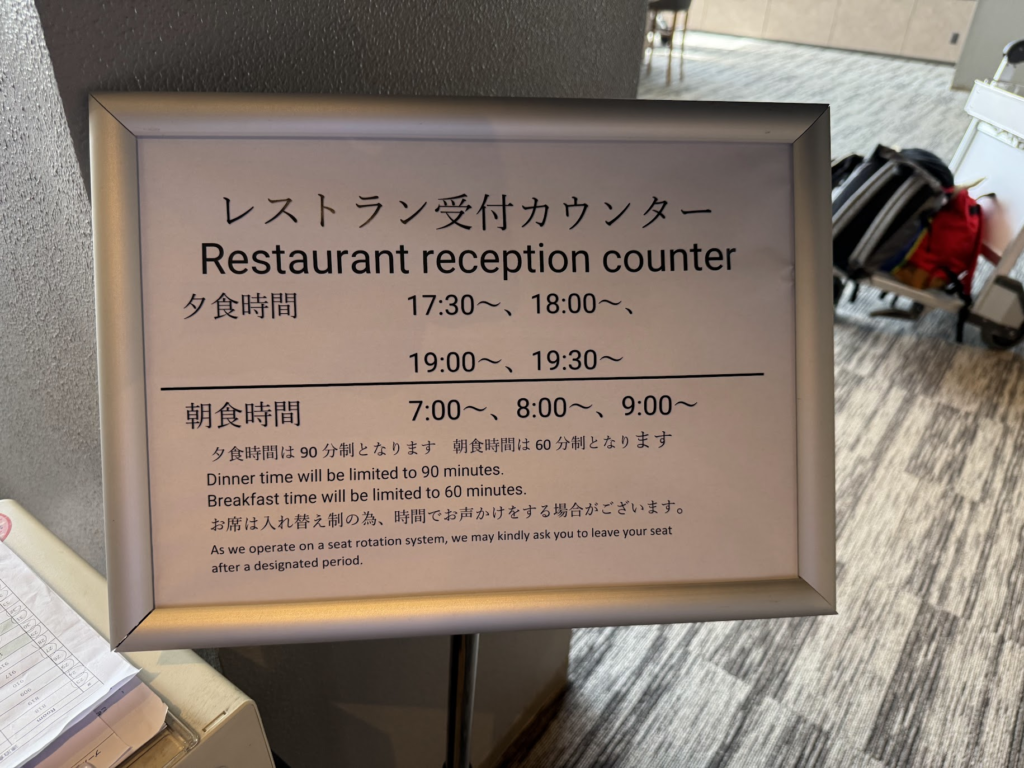 レストラン受付カウンター
Restaurant reception counter
夕食時間 17:30～、18:00～、
19:00～、19:30～
朝食時間 7:00～、8:00～、9:00～
夕食時間は 90 分制となります 朝食時間は 60 分制となります
Dinner time will be limited to 90 minutes.
Breakfast time will be limited to 60 minutes.
お席は入れ替え制の為、時間でお声かけをする場合がございます。
As we operate on a seat rotation system, we may kindly ask you to leave your seat
after a designated period.